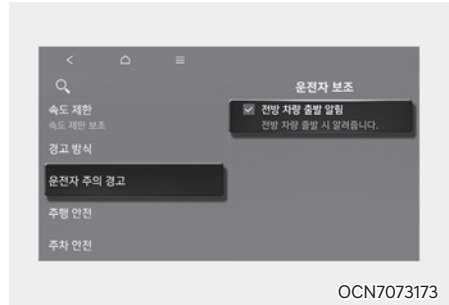 운전자 보조
속도 제한
속도 제한 보조
경고 방식
운전자 주의 경고
주행 안전
주차 안전
전방 차량 출발 알림
전방 차량 출발 시 알려줍니다.
OCN7073173